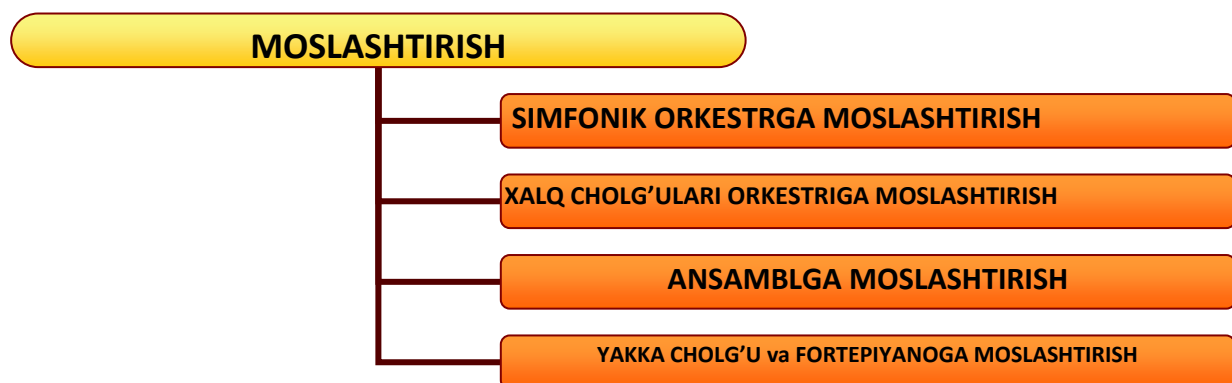 MOSLASHTIRISH
SIMFONIK ORKESTRGA MOSLASHTIRISH
XALQ CHOLG’ULARI ORKESTRIGA MOSLASHTIRISH
ANSAMBLGA MOSLASHTIRISH
YAKKA CHOLG’U va FORTEPIYANOGA MOSLASHTIRISH